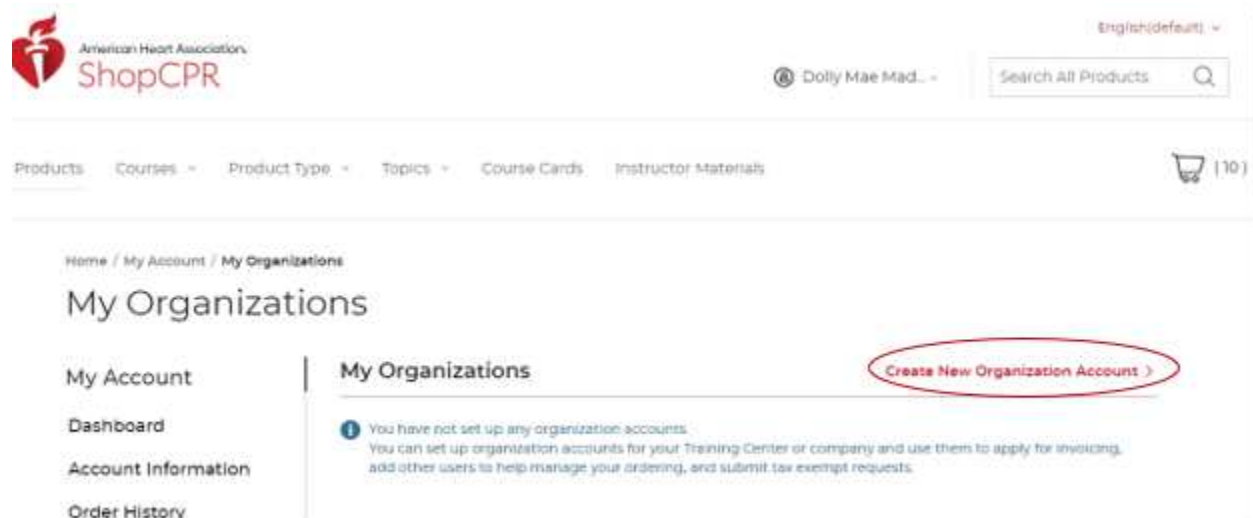 English(default)
American Heart Association.
ShopCPR
Dolly Mae Mad...
Search All Products
Products Courses Product Type Topics Course Cards Instructor Materials
(10)
Home / My Account / My Organizations
My Organizations
My Account
My Organizations
Create New Organization Account >
Dashboard
You have not set up any organization accounts.
You can set up organization accounts for your Training Center or company and use them to apply for invoicing,
Account Information
add other users to help manage your ordering, and submit tax exempt requests.
Order History